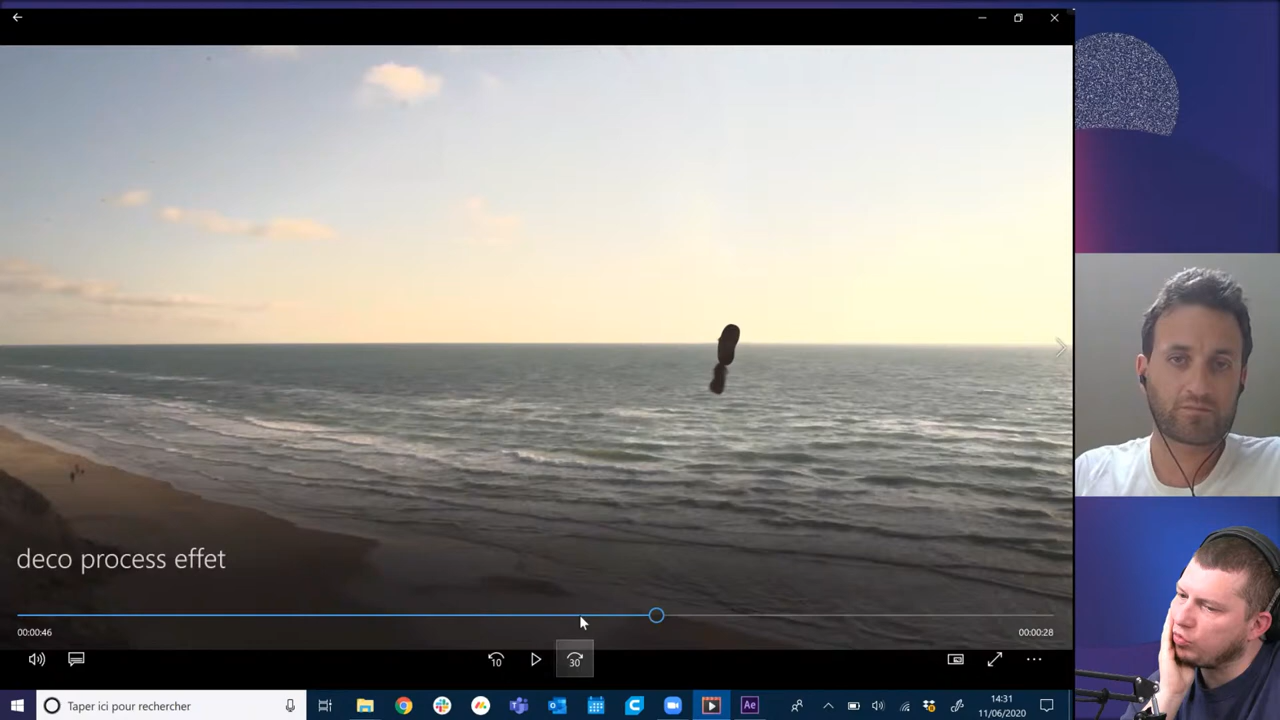 deco process effet
00:00:46
00:00:28
10
30
Taper ici pour rechercher
Ae
14:31
11/06/2020